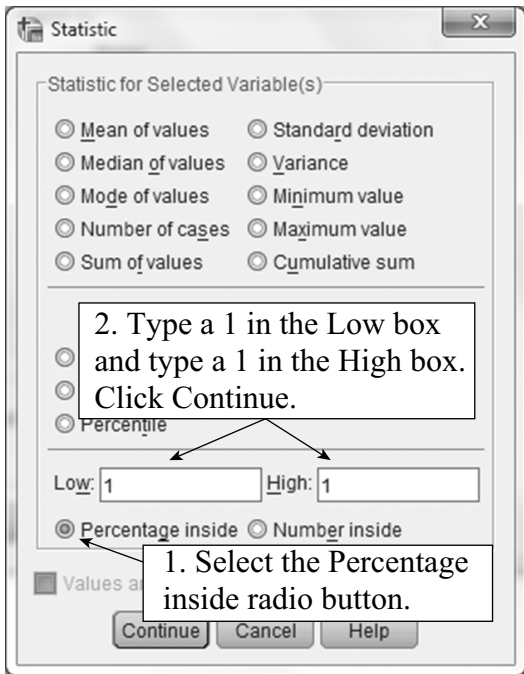 Statistic
Statistic for Selected Variable(s)
Mean of values Standard deviation
Median of values Variance
Mode of values Minimum value
Number of cases Maximum value
Sum of values Cumulative sum
2. Type a 1 in the Low box
and type a 1 in the High box.
Click Continue.
Percentile
Low: 1 High: 1
Percentage inside Number inside
1. Select the Percentage
inside radio button.
Values
Continue Cancel Help